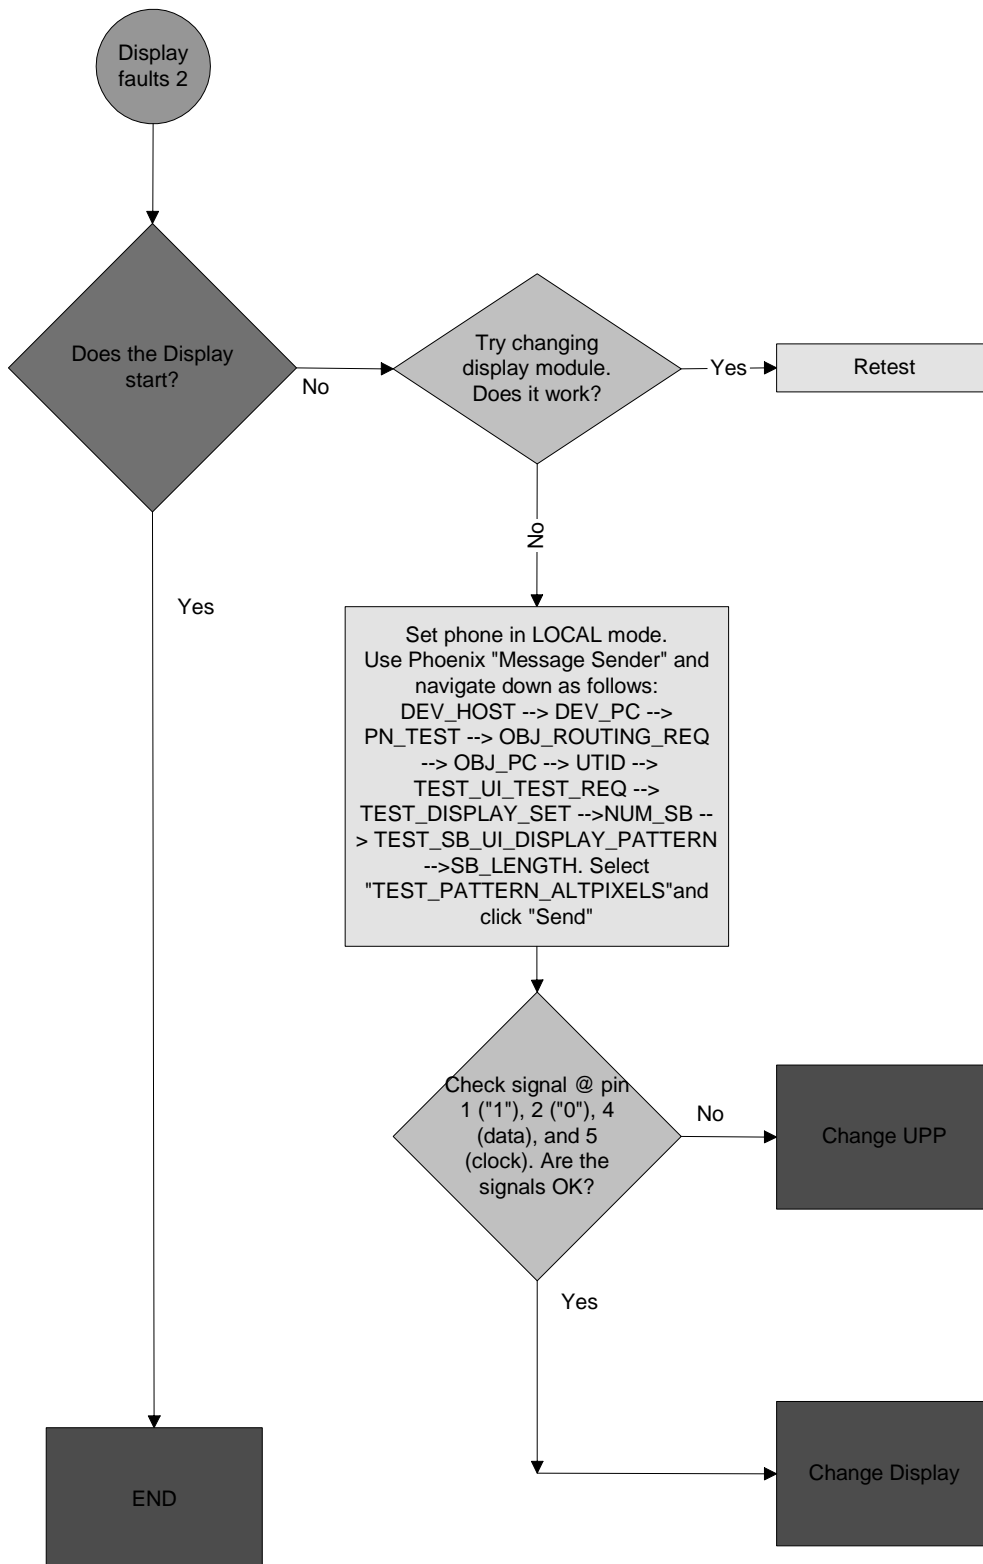 Display
faults 2
Does the Display
start?
No
Try changing
display module.
Does it work?
Yes
Retest
No
Yes
Set phone in LOCAL mode.
Use Phoenix "Message Sender" and
navigate down as follows:
DEV_HOST --> DEV_PC -->
PN_TEST --> OBJ_ROUTING_REQ
--> OBJ_PC --> UTID -->
TEST_UI_TEST_REQ -->
TEST_DISPLAY_SET -->NUM_SB --
> TEST_SB_UI_DISPLAY_PATTERN
-->SB_LENGTH. Select
"TEST_PATTERN_ALTPIXELS"and
click "Send"
Check signal @ pin
1 ("1"), 2 ("0"), 4
(data), and 5
(clock). Are the
signals OK?
No
Change UPP
Yes
Change Display
END